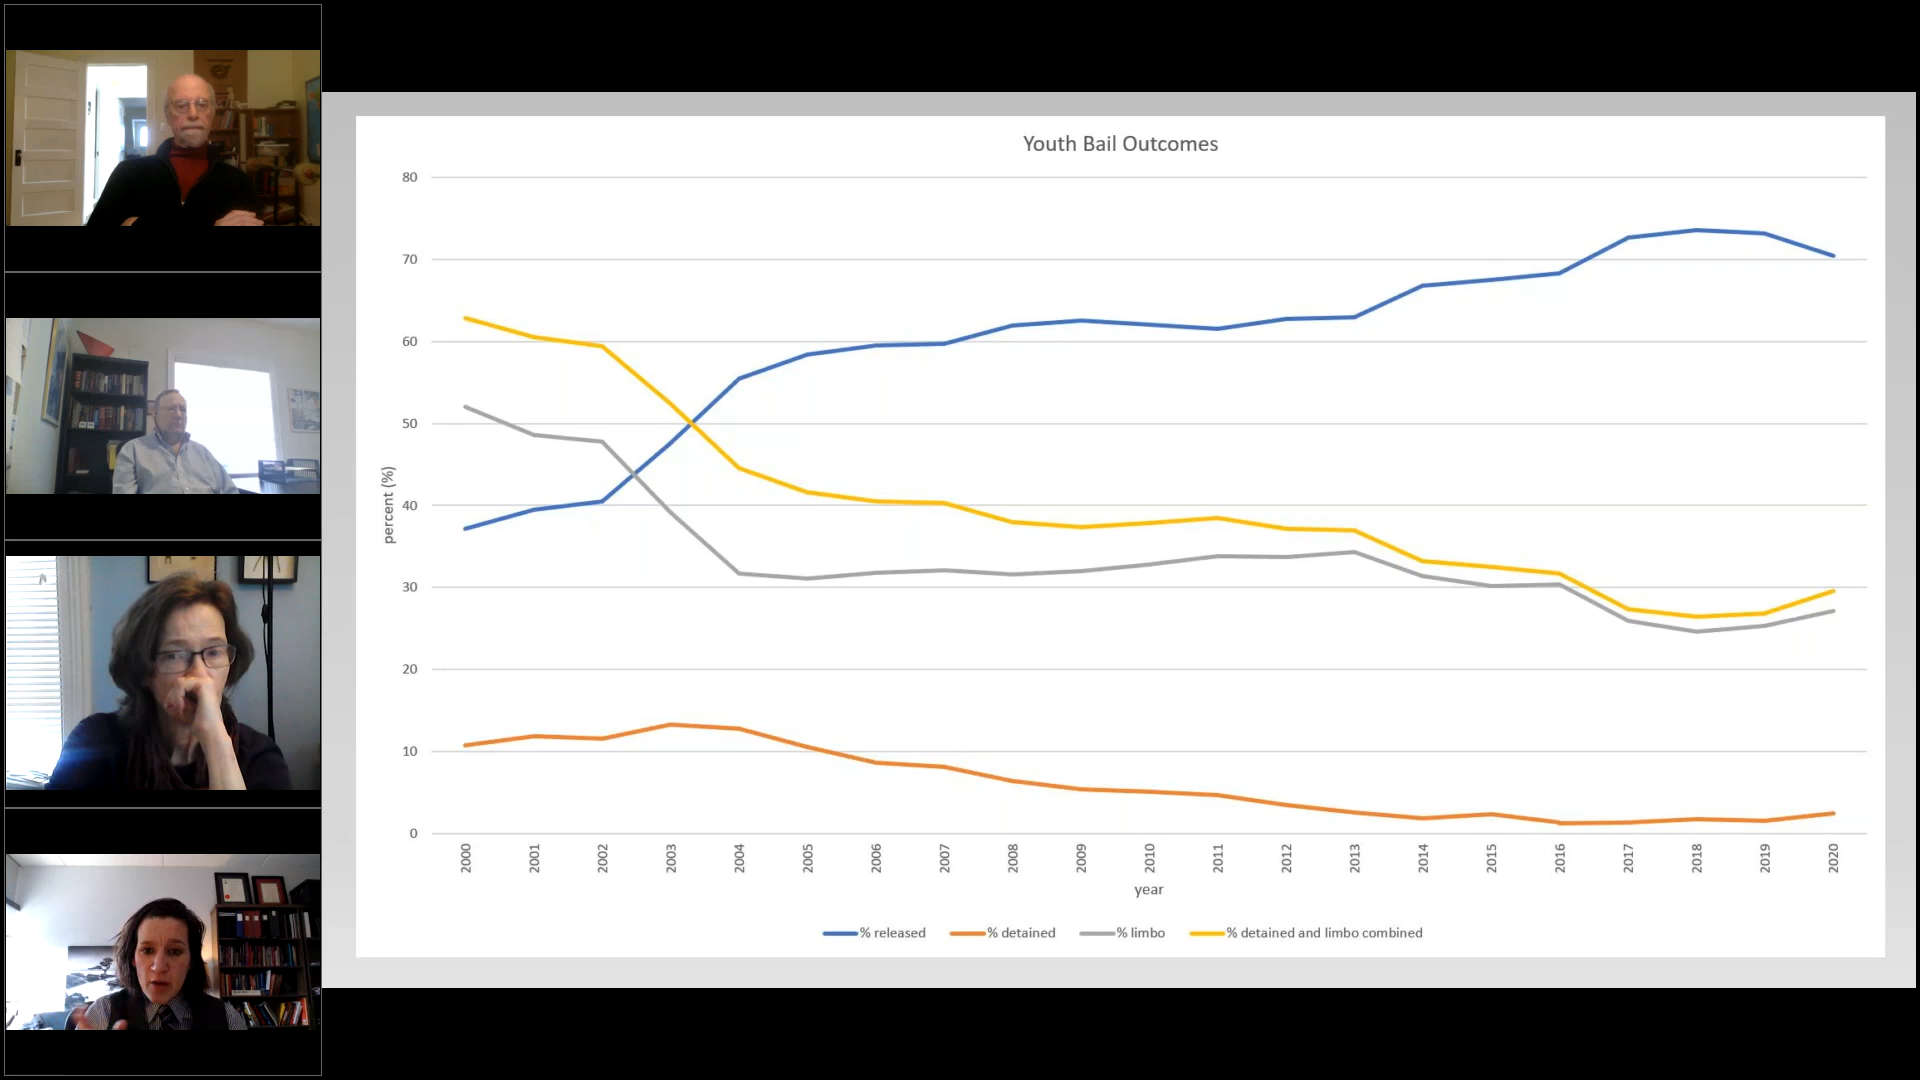 Youth Bail Outcomes
80
70
60
50
40
30
20
10
0
percent (%)
2000 2001 2002 2003 2004 2005 2006 2007 2008 2009 2010 2011 2012 2013 2014 2015 2016 2017 2018 2019 2020
year
% released % detained % limbo % detained and limbo combined